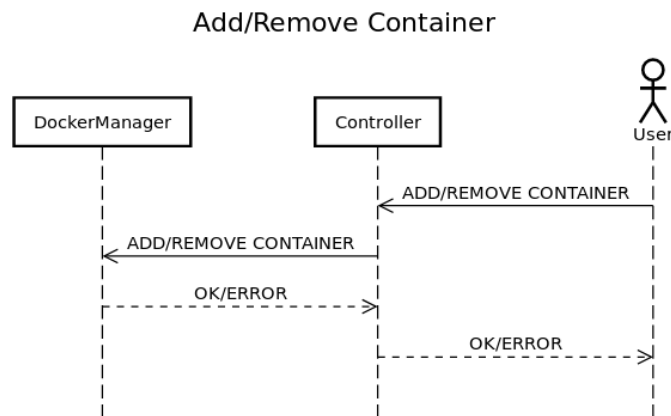 Add/Remove Container
DockerManager
Controller
User
ADD/REMOVE CONTAINER
ADD/REMOVE CONTAINER
OK/ERROR
OK/ERROR